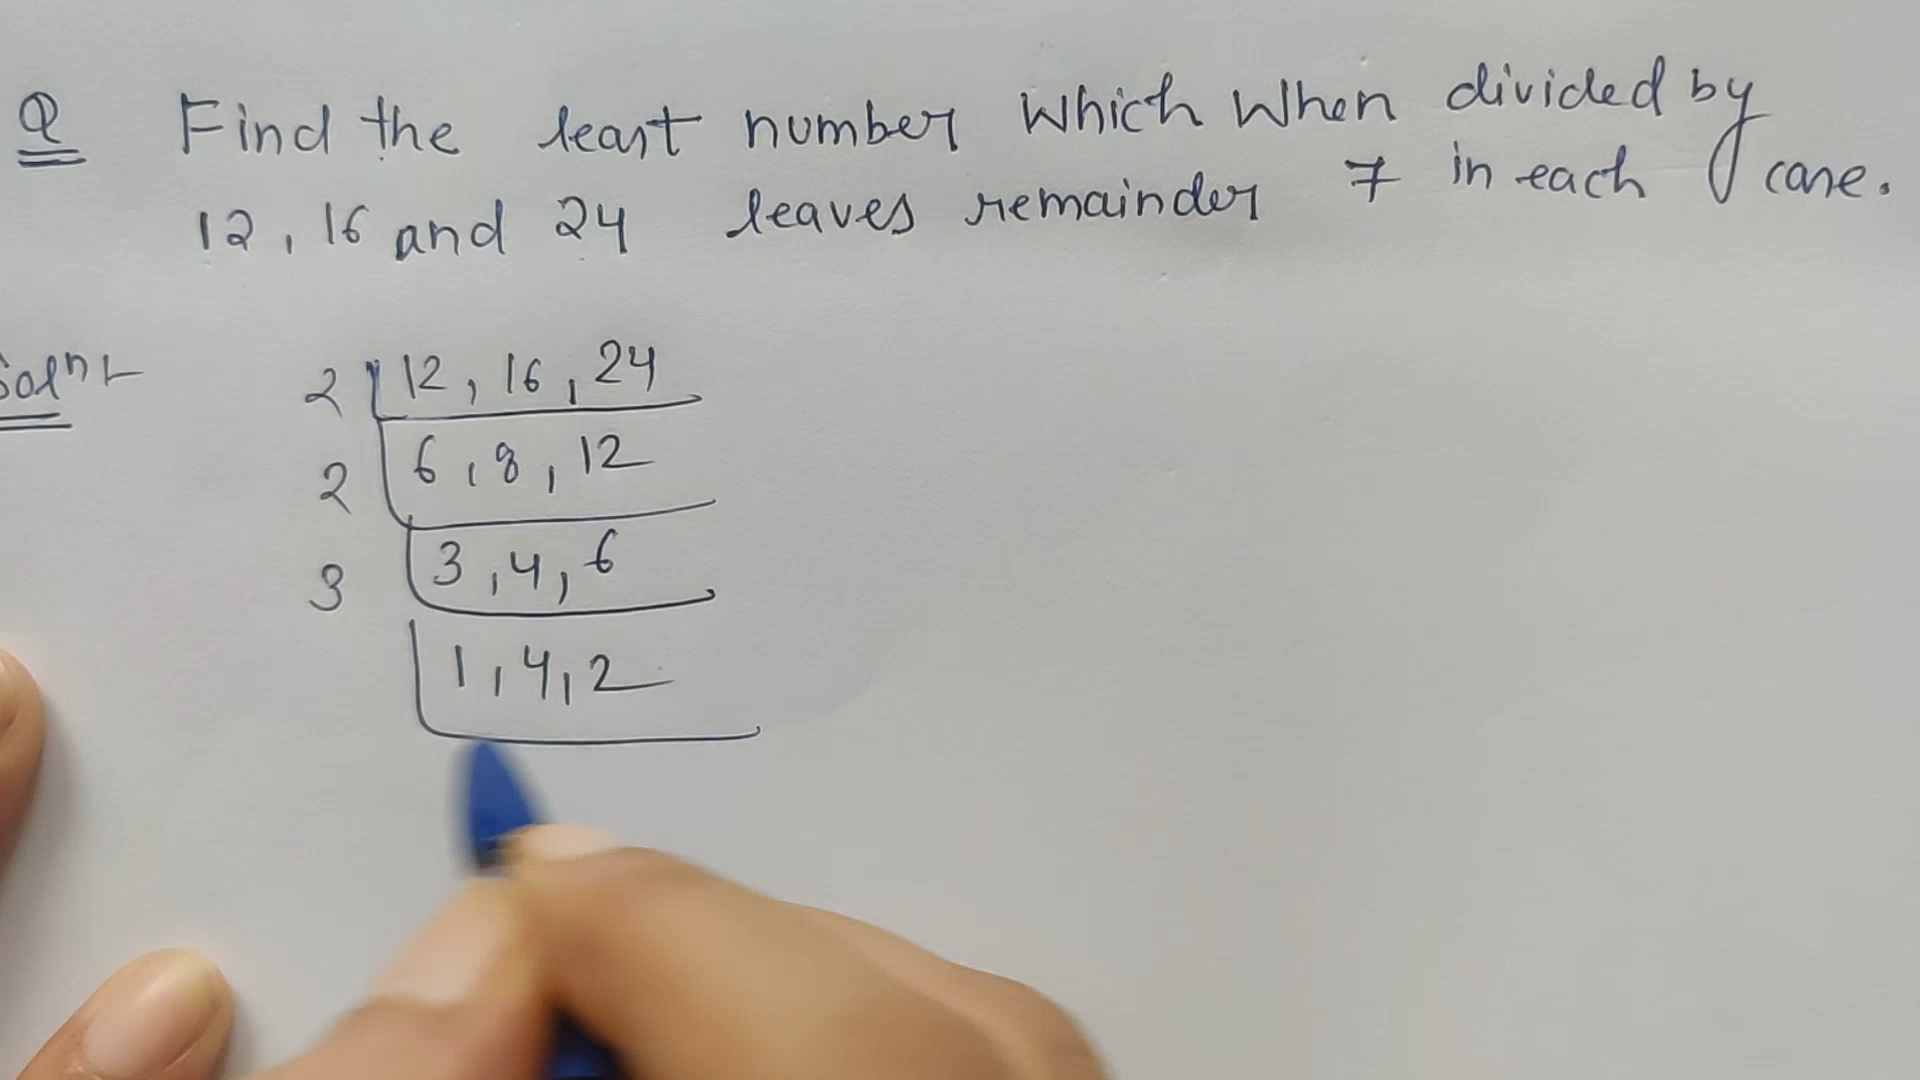 Q Find the least number which when divided by
12, 16 and 24 leaves remainder 7 in each case.
Soln-
2 12, 16, 24
2 6, 8, 12
3 3, 4, 6
1, 4, 2